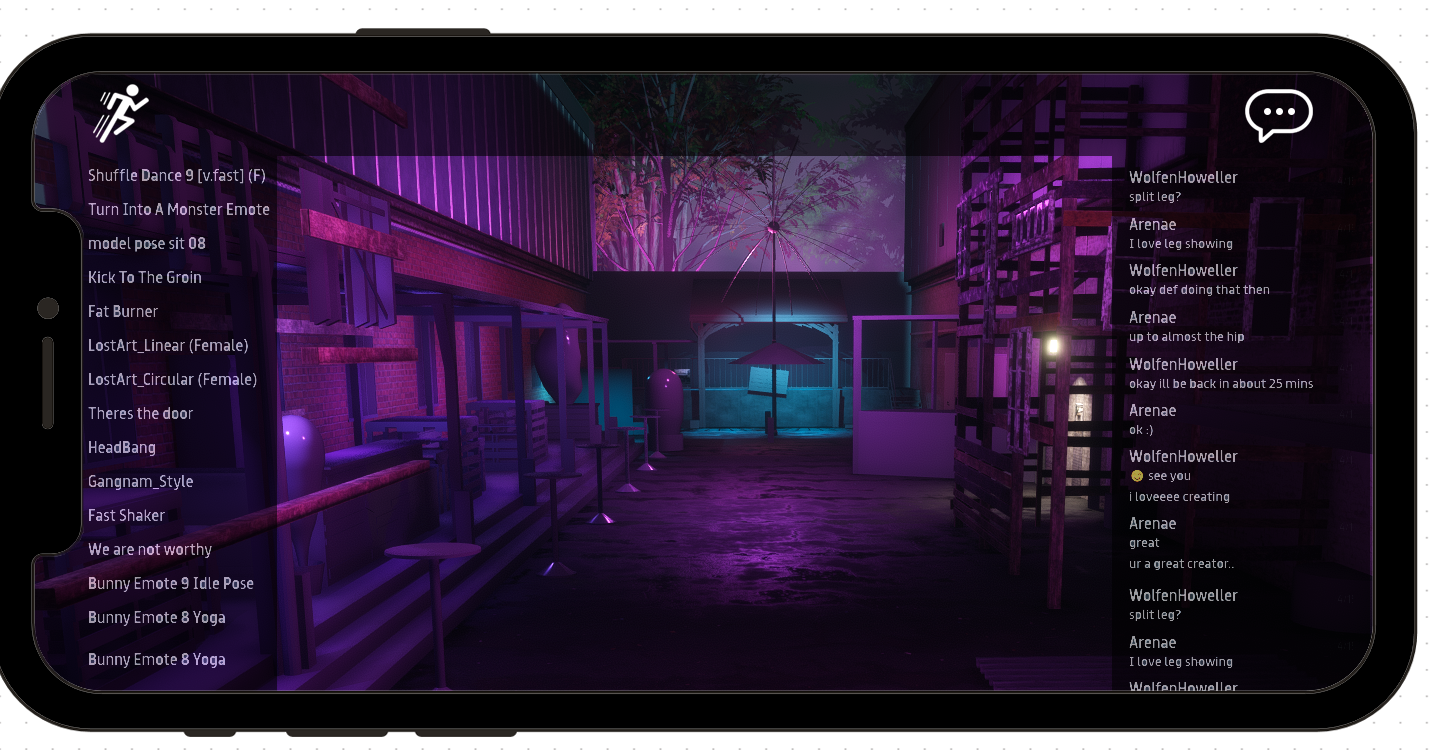 Shuffle Dance 9 [v.fast] (F)
Turn Into A Monster Emote
model pose sit 08
Kick To The Groin
Fat Burner
LostArt_Linear (Female)
LostArt_Circular (Female)
Theres the door
HeadBang
Gangnam_Style
Fast Shaker
We are not worthy
Bunny Emote 9 Idle Pose
Bunny Emote 8 Yoga
Bunny Emote 8 Yoga
WolfenHoweller
split leg?
Arenae
I love leg showing
WolfenHoweller
okay def doing that then
Arenae
up to almost the hip
WolfenHoweller
okay ill be back in about 25 mins
Arenae
ok :)
WolfenHoweller
😊 see you
i loveeee creating
Arenae
great
ur a great creator..
WolfenHoweller
split leg?
Arenae
I love leg showing
WolfenHoweller